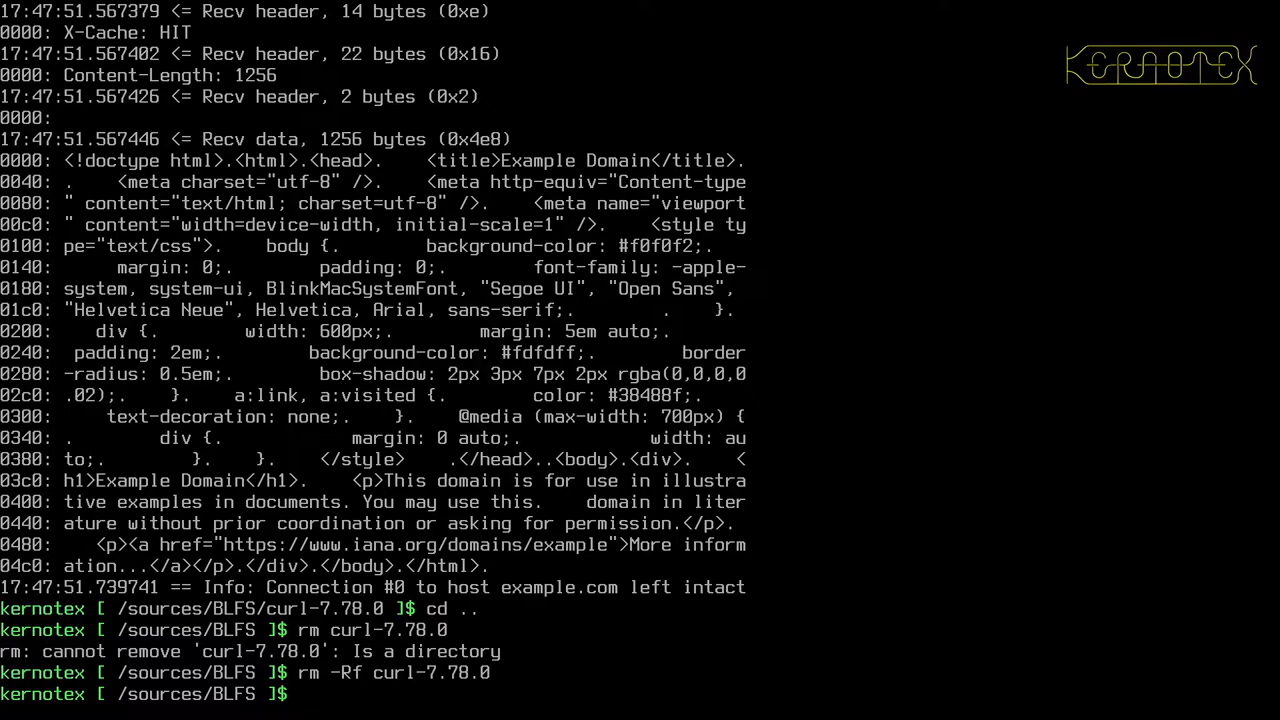 17:47:51.567379 <= Recv header, 14 bytes (0xe)
0000: X-Cache: HIT
17:47:51.567402 <= Recv header, 22 bytes (0x16)
0000: Content-Length: 1256
17:47:51.567426 <= Recv header, 2 bytes (0x2)
0000:
17:47:51.567446 <= Recv data, 1256 bytes (0x4e8)
0000: <!doctype html>.<html>.<head>.    <title>Example Domain</title>.
0040: .    <meta charset="utf-8" />.    <meta http-equiv="Content-type
0080: " content="text/html; charset=utf-8" />.    <meta name="viewport
00c0: " content="width=device-width, initial-scale=1" />.    <style ty
0100: pe="text/css">.    body {.        background-color: #f0f0f2;.
0140:      margin: 0;.        padding: 0;.        font-family: -apple-
0180: system, system-ui, BlinkMacSystemFont, "Segoe UI", "Open Sans",
01c0: "Helvetica Neue", Helvetica, Arial, sans-serif;.        .    }.
0200:    div {.        width: 600px;.        margin: 5em auto;.
0240:  padding: 2em;.        background-color: #fdfdff;.        border
0280: -radius: 0.5em;.        box-shadow: 2px 3px 7px 2px rgba(0,0,0,0
02c0: .02);.    }.    a:link, a:visited {.        color: #38488f;.
0300:     text-decoration: none;.    }.    @media (max-width: 700px) {
0340: .        div {.            margin: 0 auto;.            width: au
0380: to;.        }.    }.    </style>    .</head>..<body>.<div>.    <
03c0: h1>Example Domain</h1>.    <p>This domain is for use in illustra
0400: tive examples in documents. You may use this.    domain in liter
0440: ature without prior coordination or asking for permission.</p>.
0480:    <p><a href="https://www.iana.org/domains/example">More inform
04c0: ation...</a></p>.</div>.</body>.</html>.
17:47:51.739741 == Info: Connection #0 to host example.com left intact
kernotex [ /sources/BLFS/curl-7.78.0 ]$ cd ..
kernotex [ /sources/BLFS ]$ rm curl-7.78.0
rm: cannot remove 'curl-7.78.0': Is a directory
kernotex [ /sources/BLFS ]$ rm -Rf curl-7.78.0
kernotex [ /sources/BLFS ]$
KERNOTEX